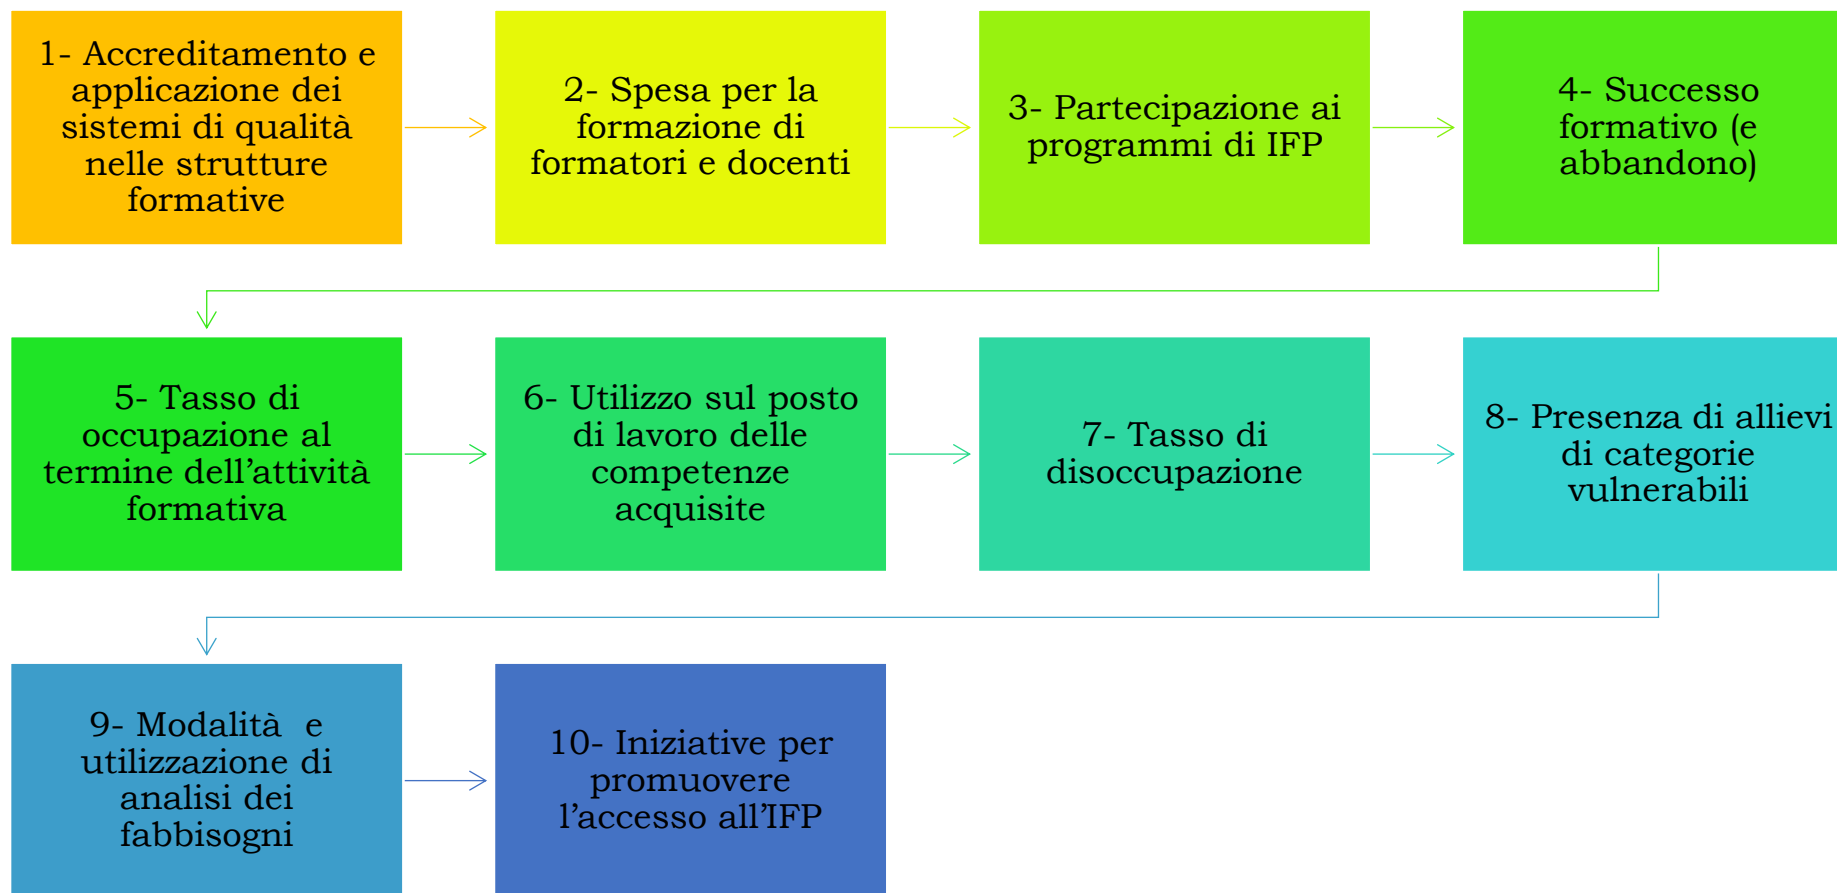 1- Accreditamento e
applicazione dei
sistemi di qualità
nelle strutture
formative
2- Spesa per la
formazione di
formatori e docenti
3- Partecipazione ai
programmi di IFP
4- Successo
formativo (e
abbandono)
5- Tasso di
occupazione al
termine dell’attività
formativa
6- Utilizzo sul posto
di lavoro delle
competenze
acquisite
7- Tasso di
disoccupazione
8- Presenza di allievi
di categorie
vulnerabili
9- Modalità  e
utilizzazione di
analisi dei
fabbisogni
10- Iniziative per
promuovere
l’accesso all’IFP